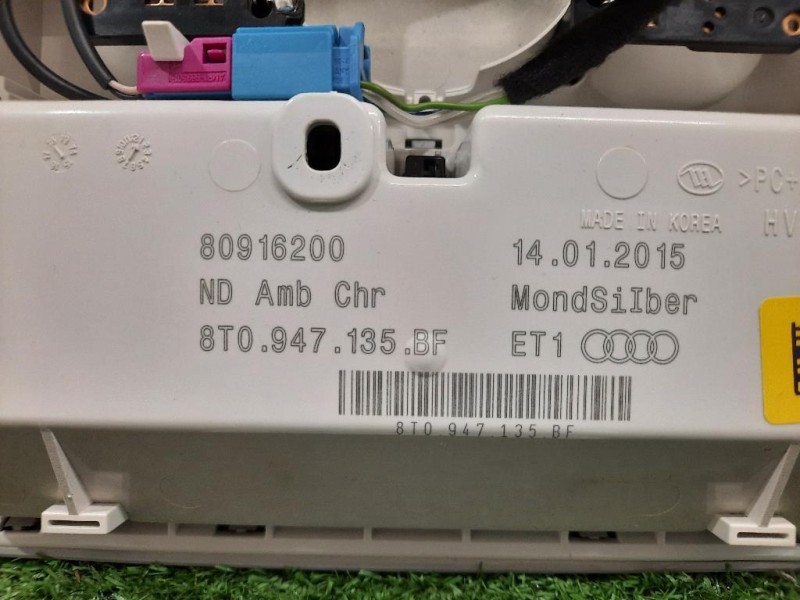 >PC+
MADE IN KOREA
HV
80916200
14.01.2015
ND Amb Chr
MondSilber
8T0.947.135.BF
ET1
8T0.947.135.BF